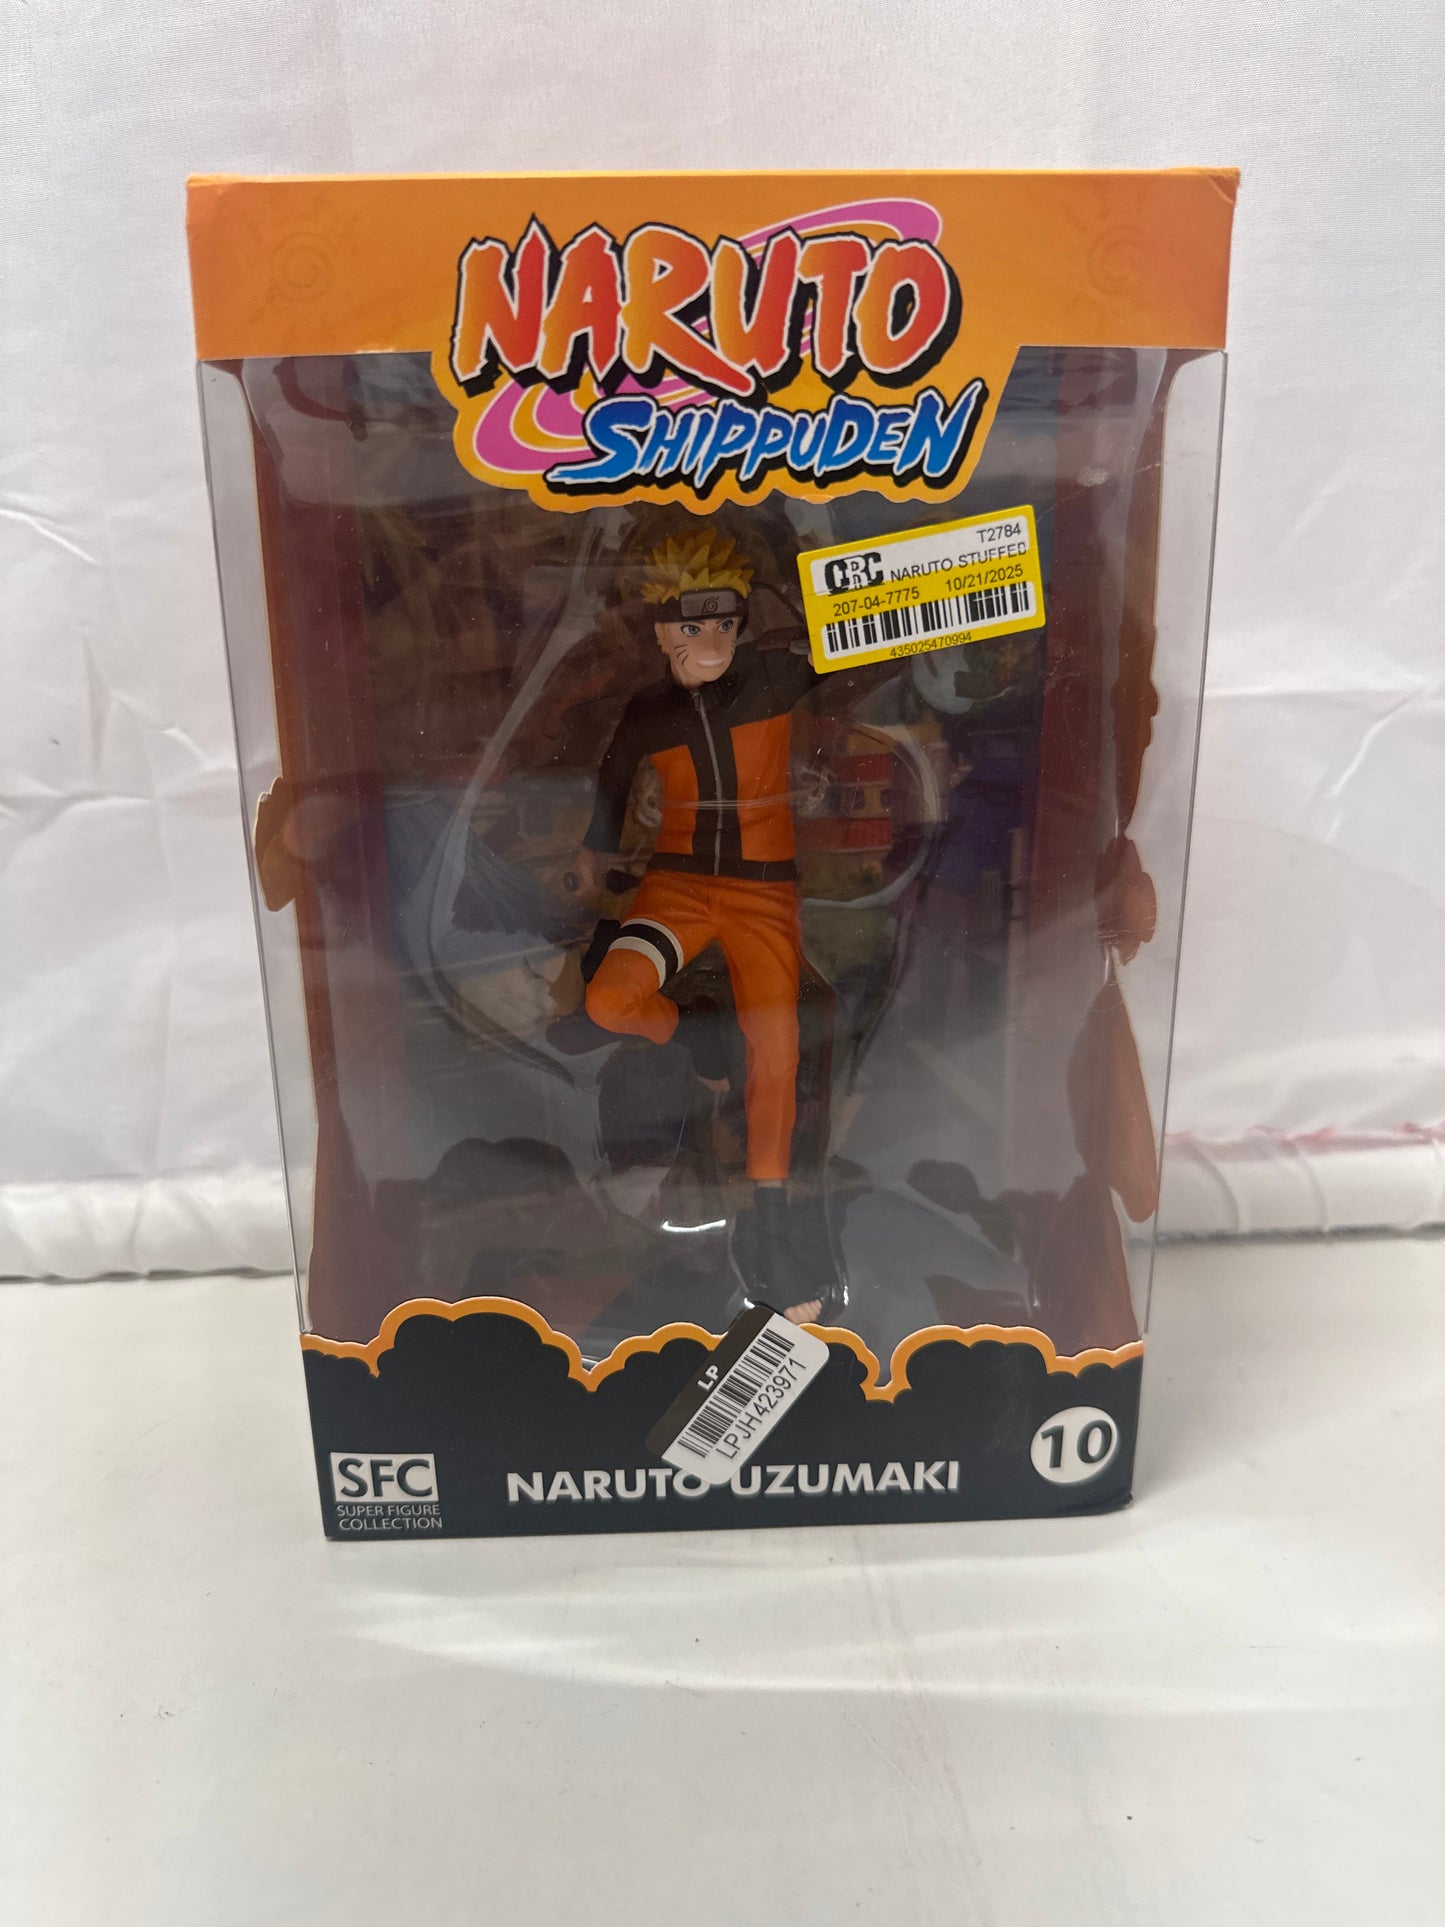 NARUTO
SHIPPUDEN
T2784
CRC NARUTO STUFFED
207-04-7775 10/21/2025
435025470994
LP
LPJH423971
10
SFC
SUPER FIGURE
COLLECTION
NARUTO UZUMAKI